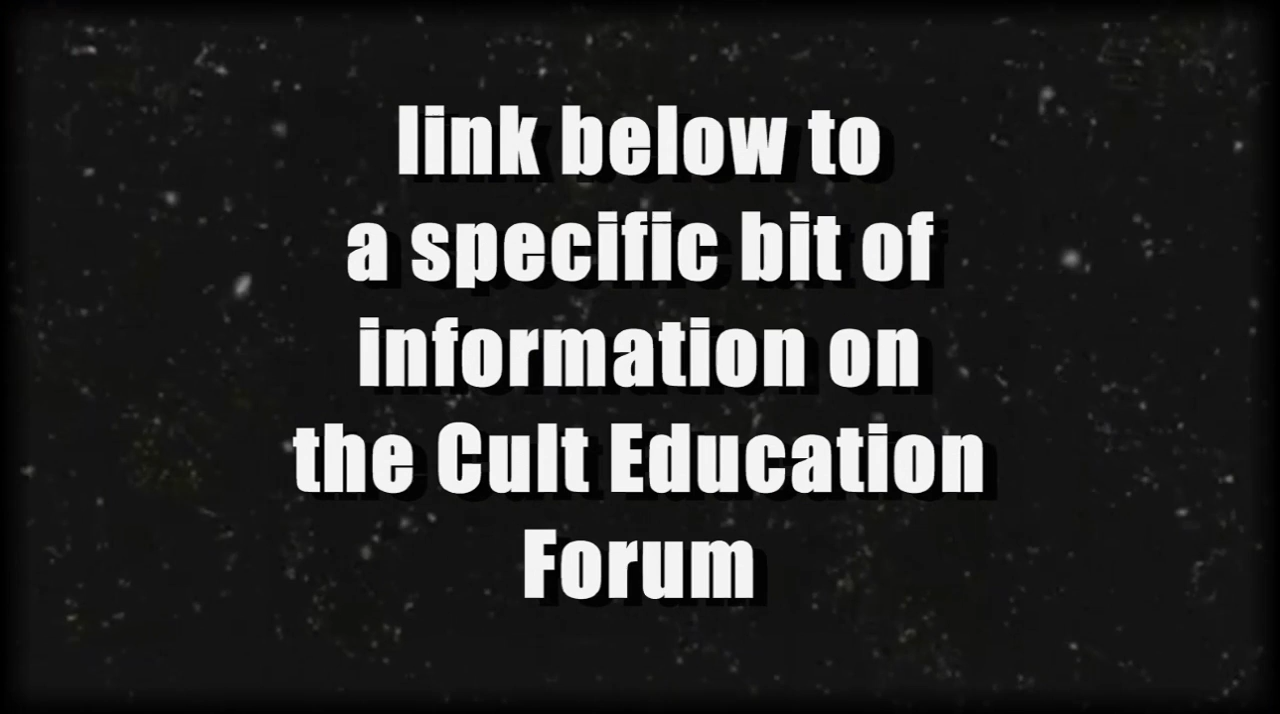 link below to
a specific bit of
information on
the Cult Education
Forum